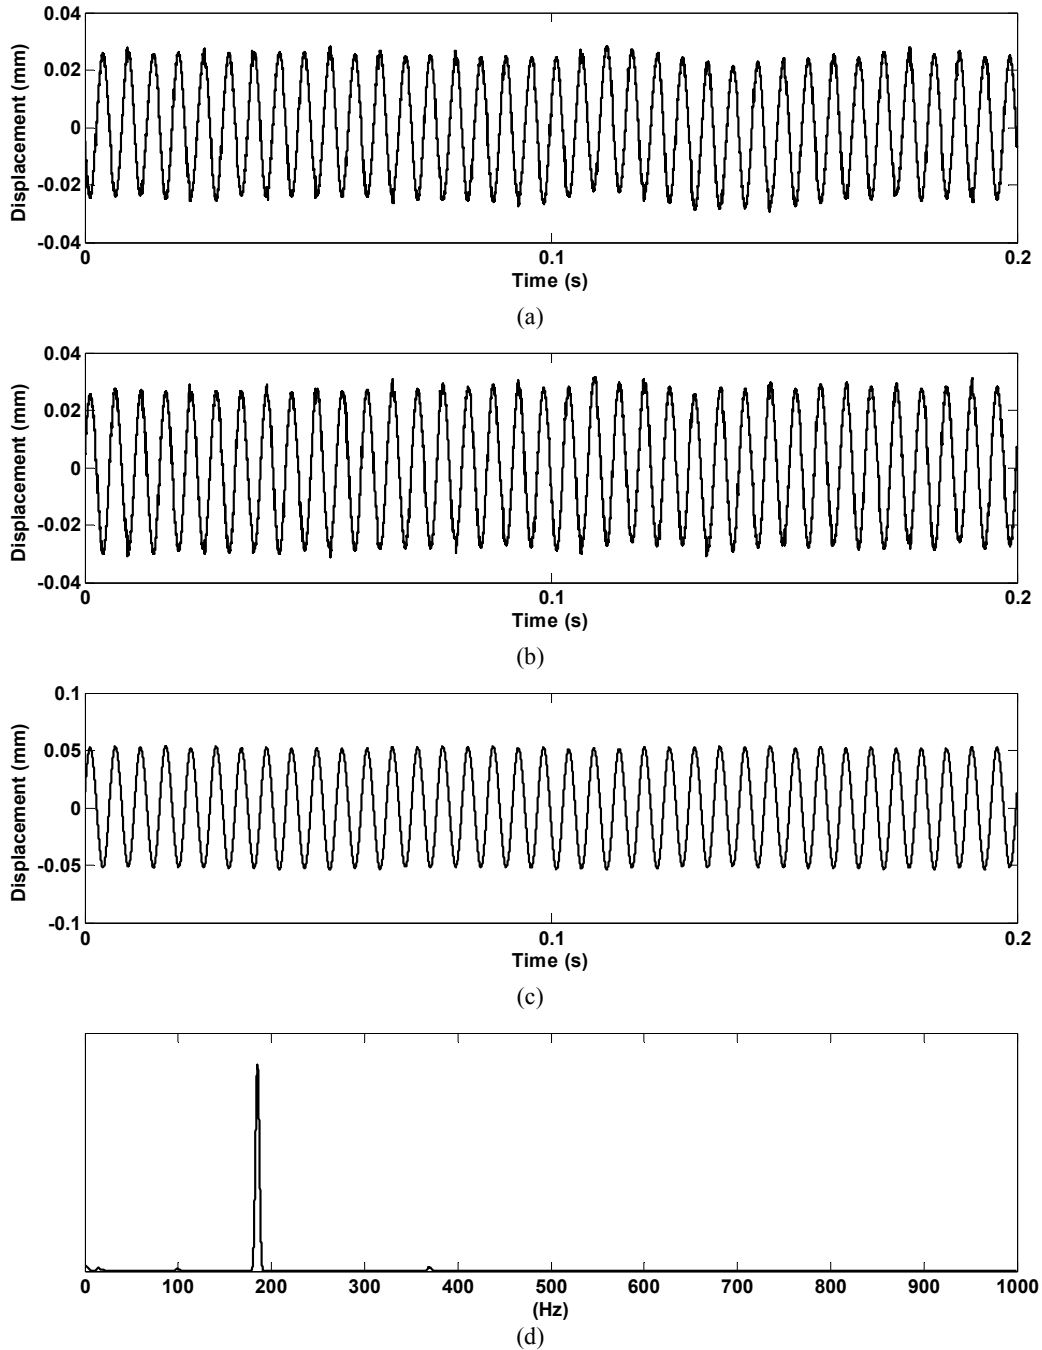 0.04
0.02
0
-0.02
-0.04
Displacement (mm)
0 0.1 0.2
Time (s)
(a)
0.04
0.02
0
-0.02
-0.04
Displacement (mm)
0 0.1 0.2
Time (s)
(b)
0.1
0.05
0
-0.05
-0.1
Displacement (mm)
0 0.1 0.2
Time (s)
(c)
0 100 200 300 400 500 600 700 800 900 1000
(Hz)
(d)